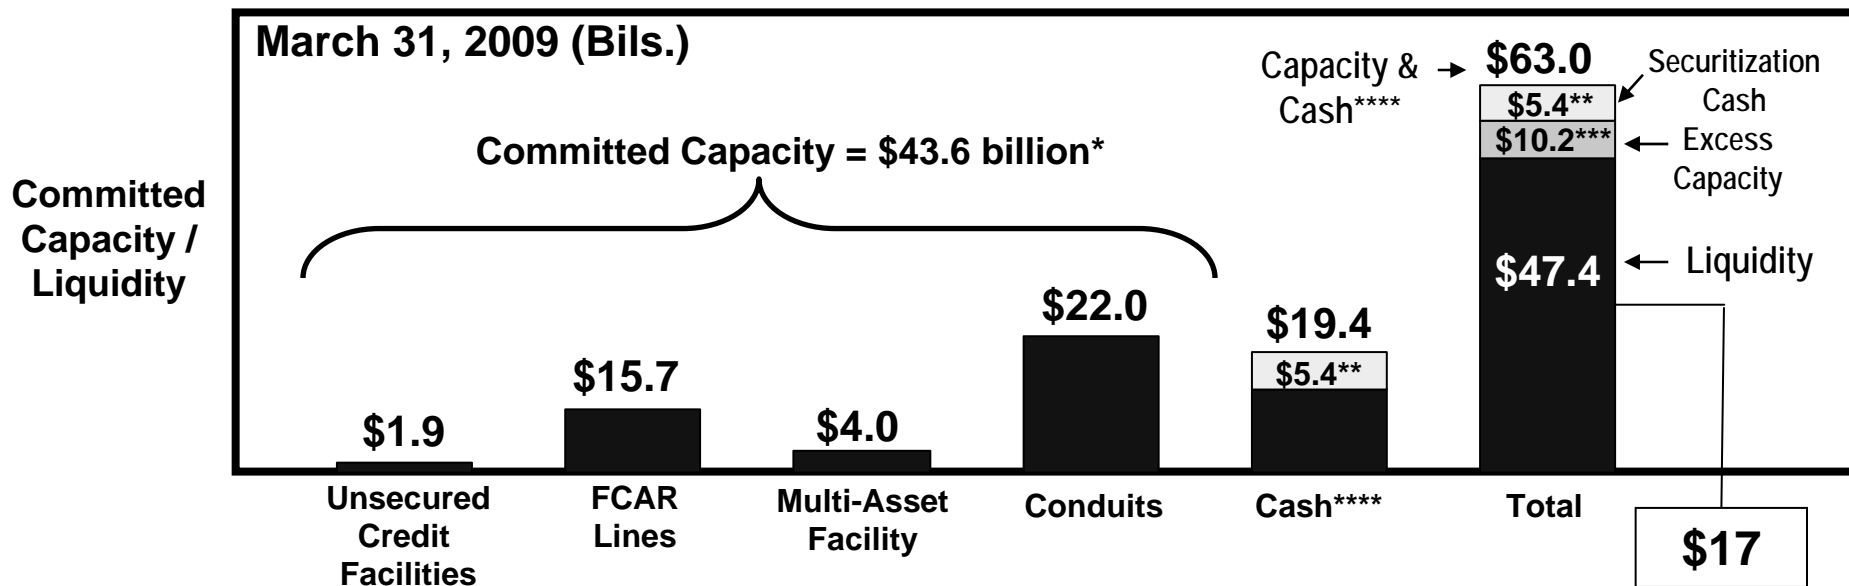 March 31, 2009 (Bils.)
Capacity &
Cash****
$63.0
Securitization
Cash
$5.4**
$10.2***
Excess
Capacity
Committed Capacity = $43.6 billion*
Committed
Capacity /
Liquidity
$47.4
Liquidity
$1.9
$15.7
$4.0
$22.0
$19.4
$5.4**
Unsecured
Credit
Facilities
FCAR
Lines
Multi-Asset
Facility
Conduits
Cash****
Total
$17